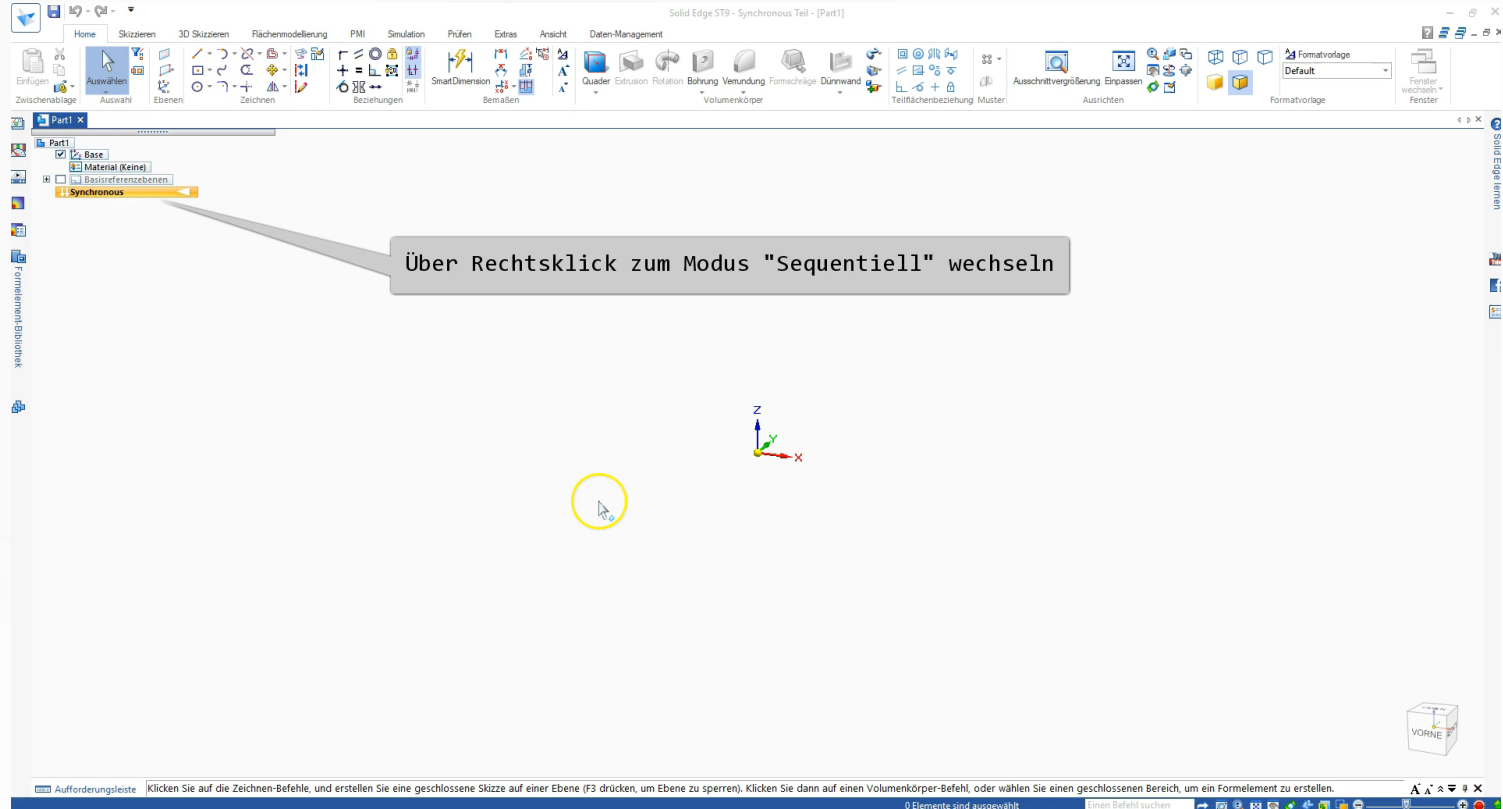 Solid Edge ST9 - Synchronous Teil - [Part1]
Home Skizzieren 3D Skizzieren Flächenmodellierung PMI Simulation Prüfen Extras Ansicht Daten-Management
Einfügen Auswählen SmartDimension Quader Extrusion Rotation Bohrung Verrundung Formschräge Dünnwand Ausschnittvergrößerung Einpassen Formatvorlage
Default
Fenster wechseln
Zwischenablage Auswahl Ebenen Zeichnen Beziehungen Bemaßen Volumenkörper Teilflächenbeziehung Muster Ausrichten Formatvorlage Fenster
Part1
Part1
Base
Material (Keine)
Basisreferenzebenen
Synchronous
Solid Edge lernen
Formelement-Bibliothek
Über Rechtsklick zum Modus "Sequentiell" wechseln
Z
Y
X
VORNE
Aufforderungsleiste Klicken Sie auf die Zeichnen-Befehle, und erstellen Sie eine geschlossene Skizze auf einer Ebene (F3 drücken, um Ebene zu sperren). Klicken Sie dann auf einen Volumenkörper-Befehl, oder wählen Sie einen geschlossenen Bereich, um ein Formelement zu erstellen.
0 Elemente sind ausgewählt Einen Befehl suchen